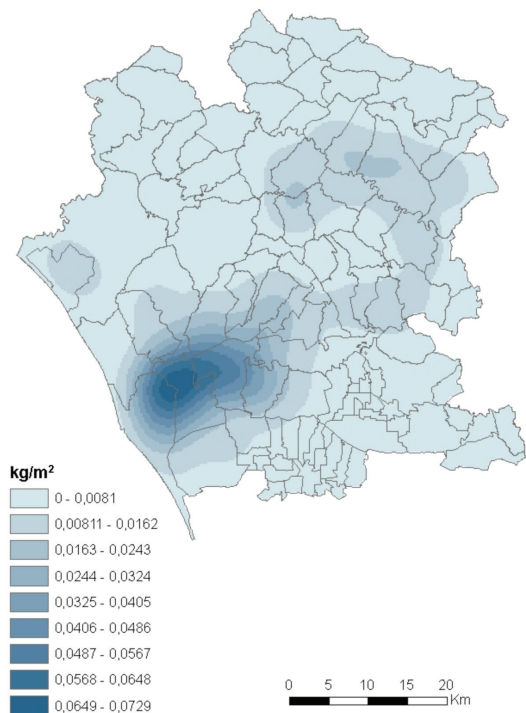 kg/m²
0 - 0,0081
0,00811 - 0,0162
0,0163 - 0,0243
0,0244 - 0,0324
0,0325 - 0,0405
0,0406 - 0,0486
0,0487 - 0,0567
0,0568 - 0,0648
0,0649 - 0,0729
0 5 10 15 20
Km